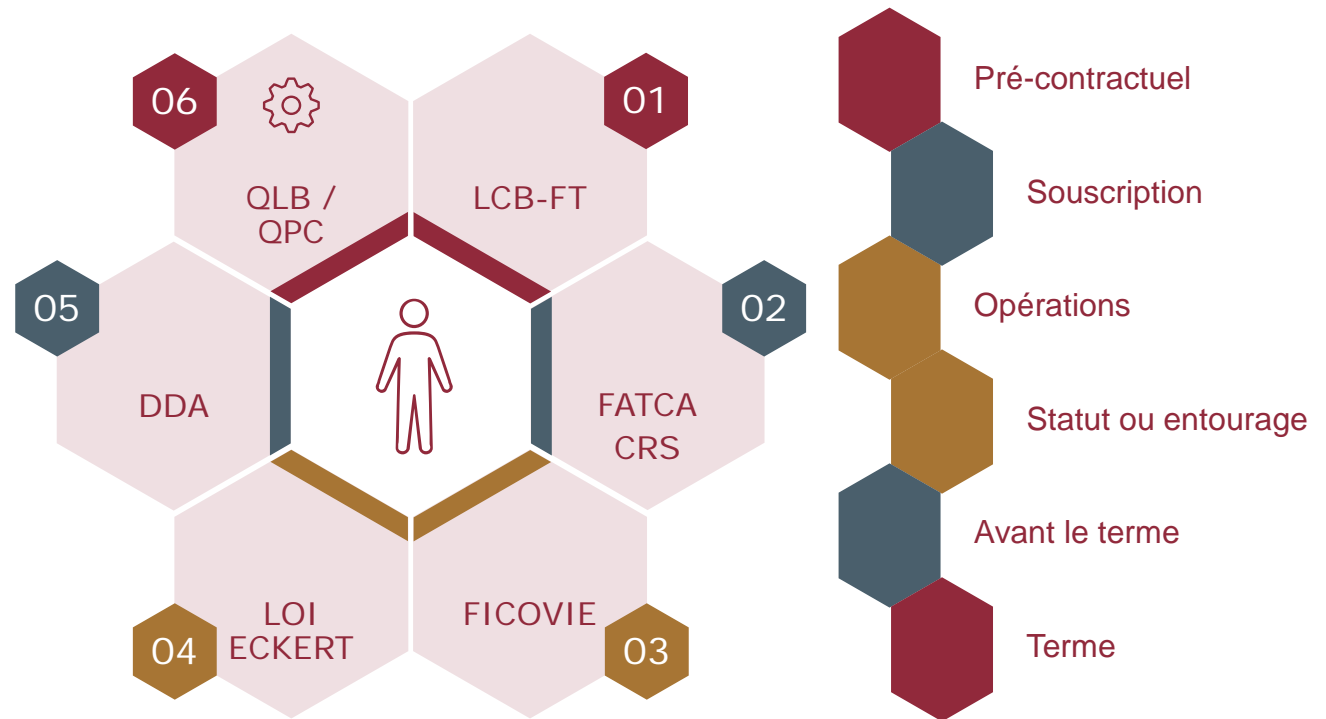 06
QLB /
QPC
01
LCB-FT
05
DDA
02
FATCA
CRS
04
LOI
ECKERT
FICOVIE
03
Pré-contractuel
Souscription
Opérations
Statut ou entourage
Avant le terme
Terme